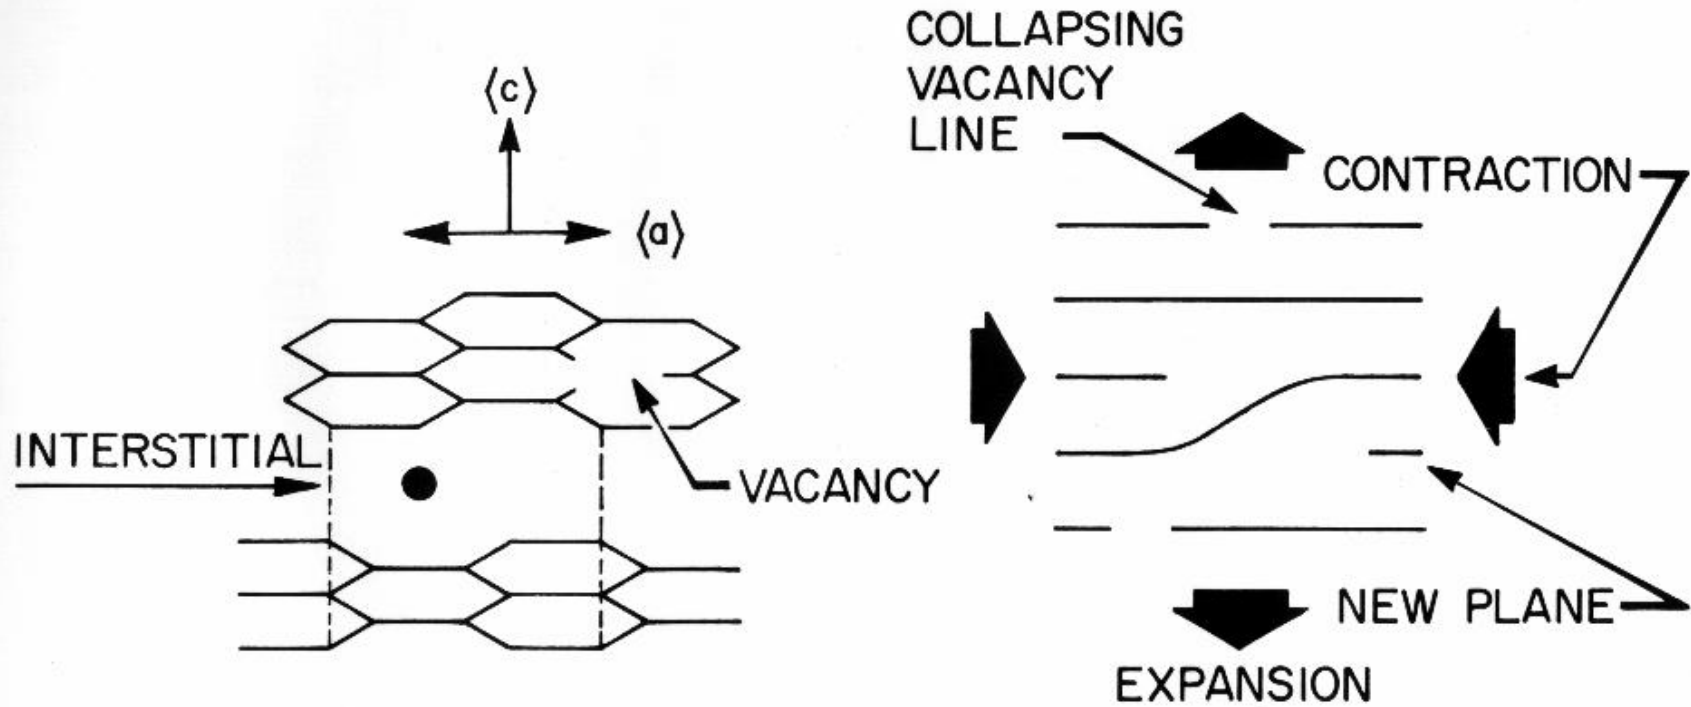 ⟨c⟩
⟨a⟩
INTERSTITIAL
VACANCY
COLLAPSING
VACANCY
LINE
CONTRACTION
NEW PLANE
EXPANSION